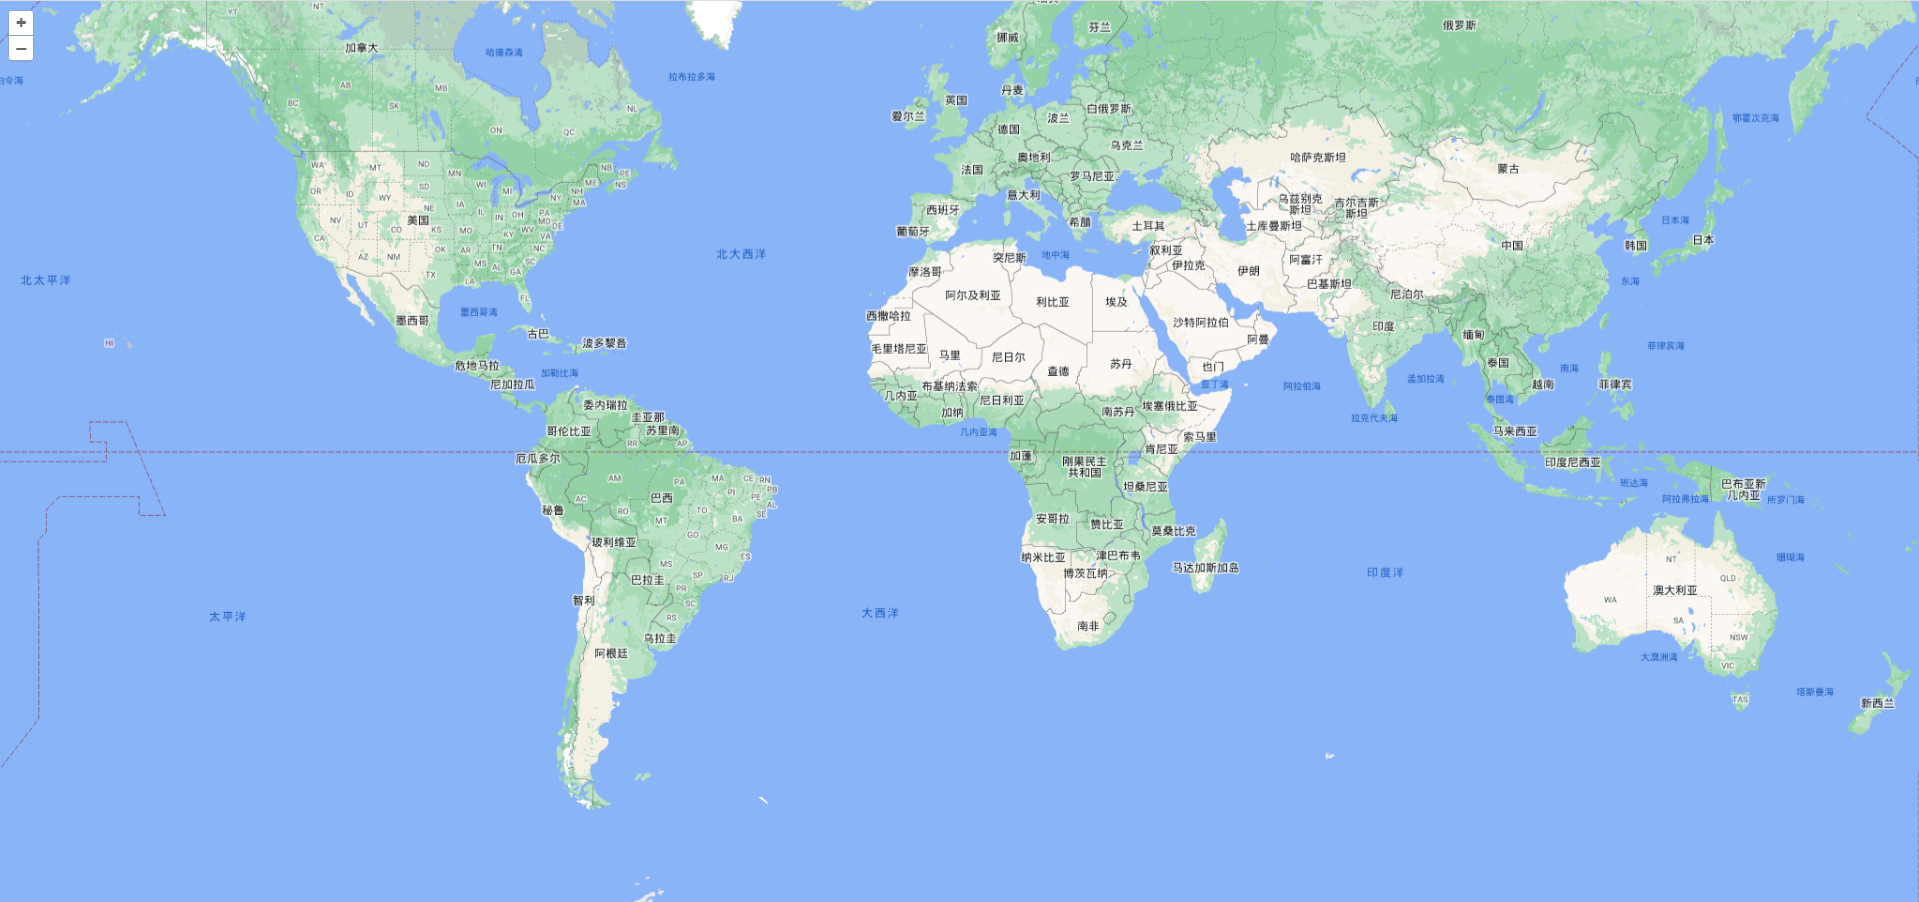 +
−
YT
NT
加拿大
哈德森湾
拉布拉多海
挪威
芬兰
俄罗斯
AB
MB
BC
SK
NL
ON
QC
丹麦
英国
爱尔兰
白俄罗斯
波兰
德国
乌克兰
鄂霍次克海
WA
MT
ND
MN
NB
PE
NS
ME
法国
奥地利
罗马尼亚
哈萨克斯坦
蒙古
OR
ID
SD
WI
MI
NH
MA
NY
WY
NE
IA
意大利
西班牙
葡萄牙
希腊
土耳其
乌兹别克
斯坦
吉尔吉斯
斯坦
土库曼斯坦
日本海
日本
韩国
中国
NV
UT
CO
美国
KS
MO
IL
IN
OH
PA
MD
DE
WV
VA
KY
CA
AZ
NM
OK
AR
TN
NC
MS
AL
SC
GA
TX
LA
FL
北太平洋
北大西洋
突尼斯
地中海
叙利亚
伊拉克
伊朗
阿富汗
巴基斯坦
尼泊尔
东海
摩洛哥
阿尔及利亚
利比亚
埃及
西撒哈拉
沙特阿拉伯
阿曼
印度
缅甸
墨西哥
墨西哥湾
古巴
波多黎各
HI
毛里塔尼亚
马里
尼日尔
查德
苏丹
也门
亚丁湾
阿拉伯海
孟加拉湾
泰国
越南
南海
菲律宾
菲律宾海
泰国湾
危地马拉
尼加拉瓜
加勒比海
几内亚
布基纳法索
尼日利亚
加纳
南苏丹
埃塞俄比亚
拉克代夫海
委内瑞拉
圭亚那
哥伦比亚
苏里南
RR
AP
几内亚湾
索马里
肯尼亚
马来西亚
厄瓜多尔
加蓬
刚果民主
共和国
印度尼西亚
AM
PA
MA
CE
RN
PB
PI
PE
AL
SE
巴西
AC
RO
TO
BA
MT
坦桑尼亚
班达海
阿拉弗拉海
巴布亚新
几内亚
所罗门海
秘鲁
安哥拉
赞比亚
莫桑比克
玻利维亚
GO
MG
ES
MS
SP
RJ
纳米比亚
津巴布韦
博茨瓦纳
马达加斯加岛
印度洋
珊瑚海
NT
QLD
澳大利亚
WA
SA
NSW
VIC
TAS
巴拉圭
PR
SC
RS
智利
乌拉圭
阿根廷
太平洋
大西洋
南非
大澳洲湾
塔斯曼海
新西兰